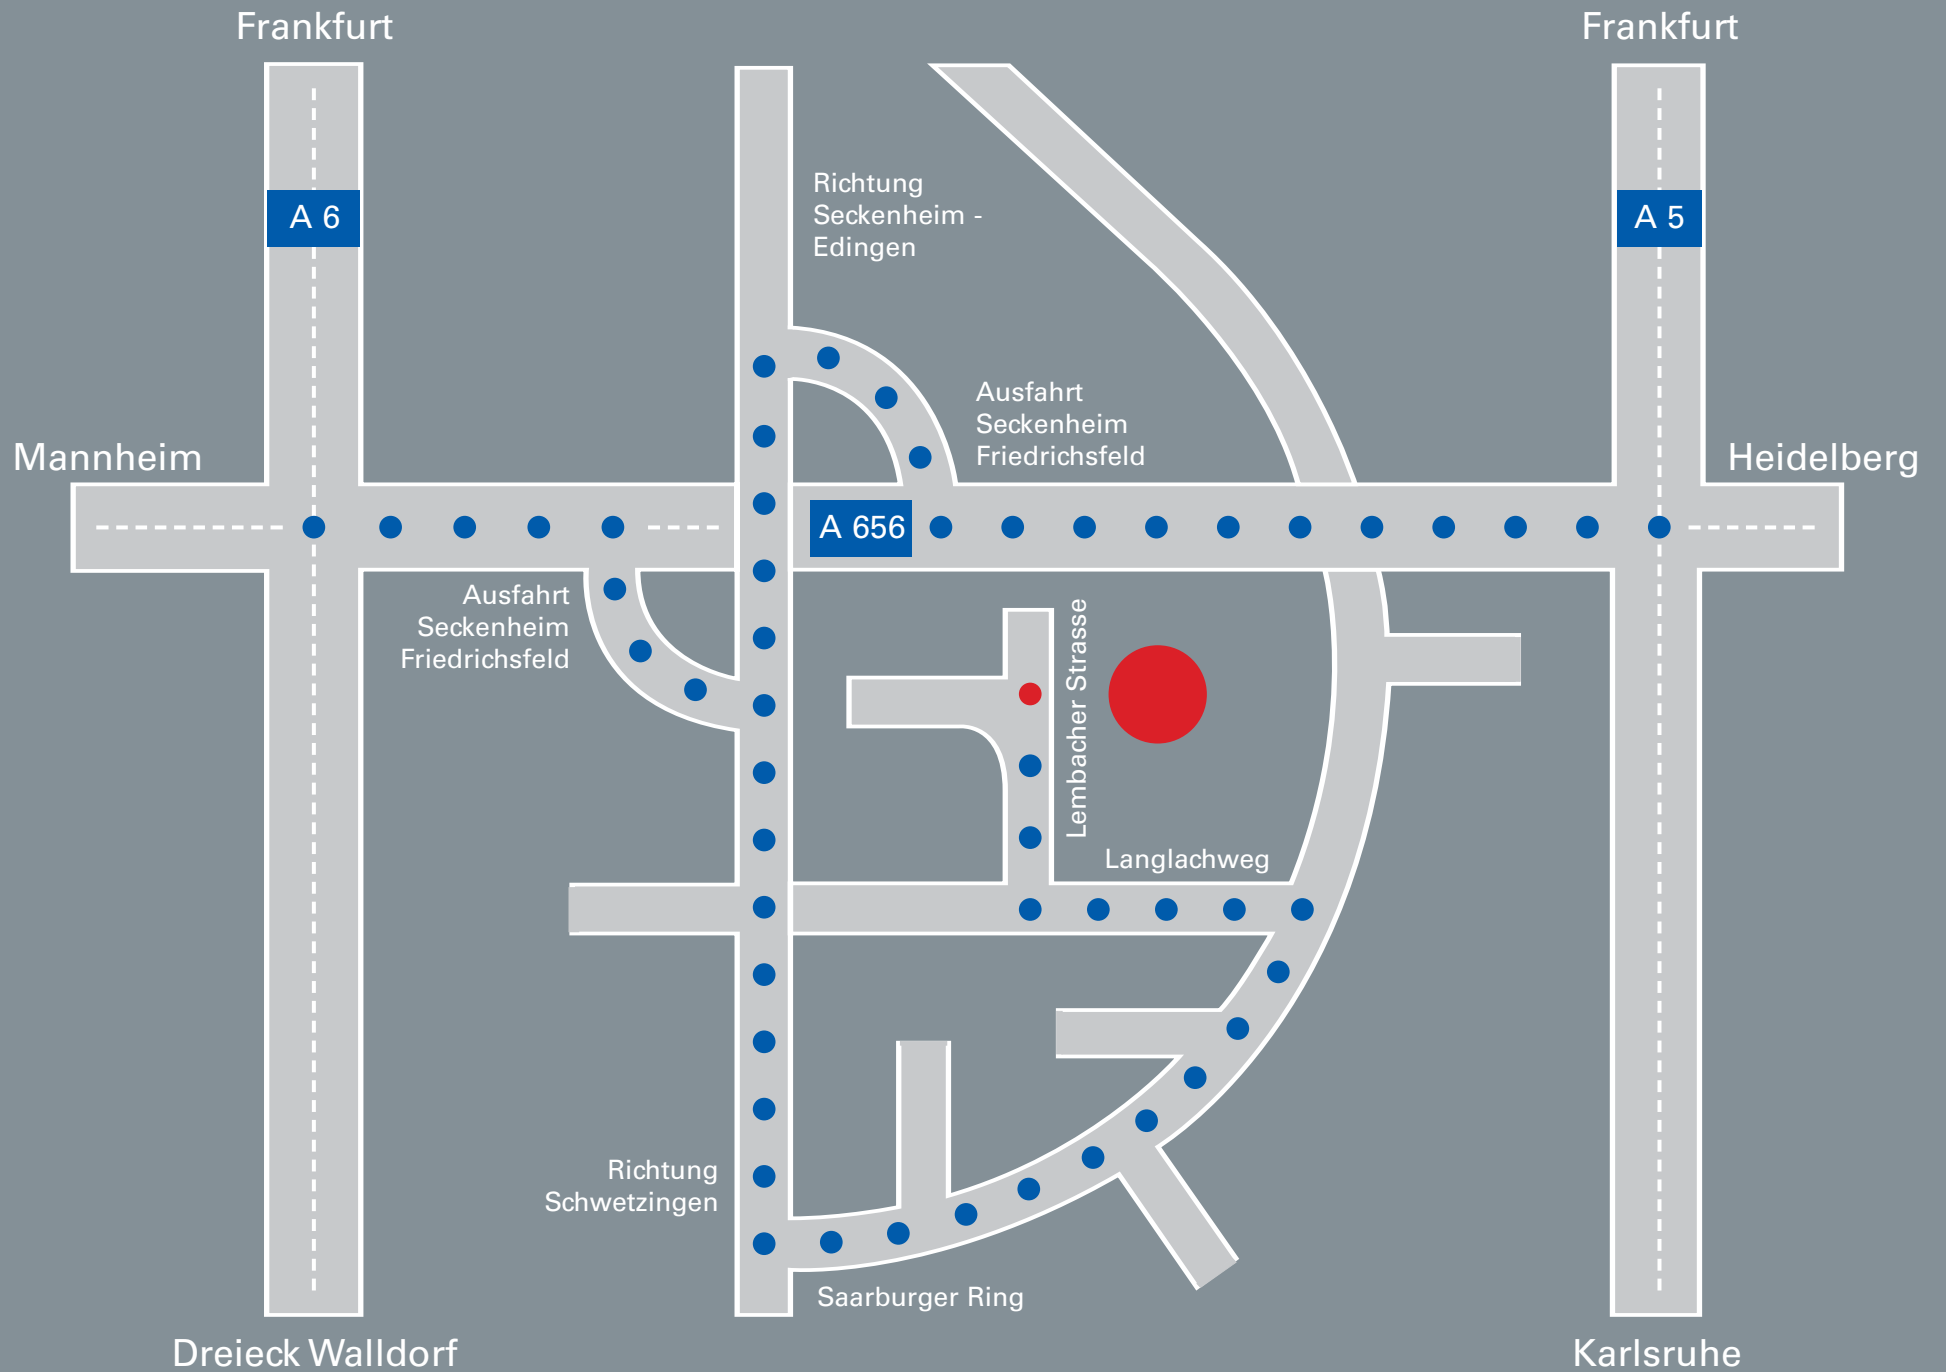 Frankfurt
Frankfurt
A 6
Richtung
Seckenheim -
Edingen
A 5
Ausfahrt
Seckenheim
Friedrichsfeld
Mannheim
Heidelberg
A 656
Ausfahrt
Seckenheim
Friedrichsfeld
Lembacher Strasse
Langlachweg
Richtung
Schwetzingen
Saarburger Ring
Dreieck Walldorf
Karlsruhe